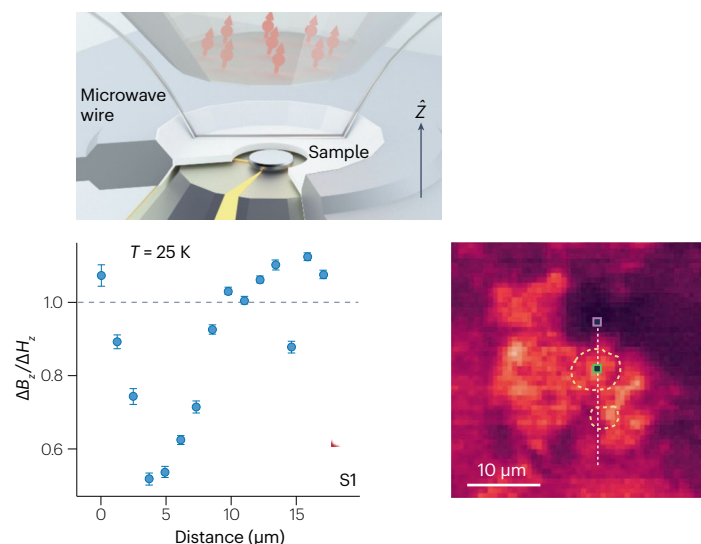 Microwave
wire
Sample
Ẑ
T = 25 K
1.0
0.8
0.6
ΔB_z/ΔH_z
0 5 10 15
Distance (μm)
S1
10 μm